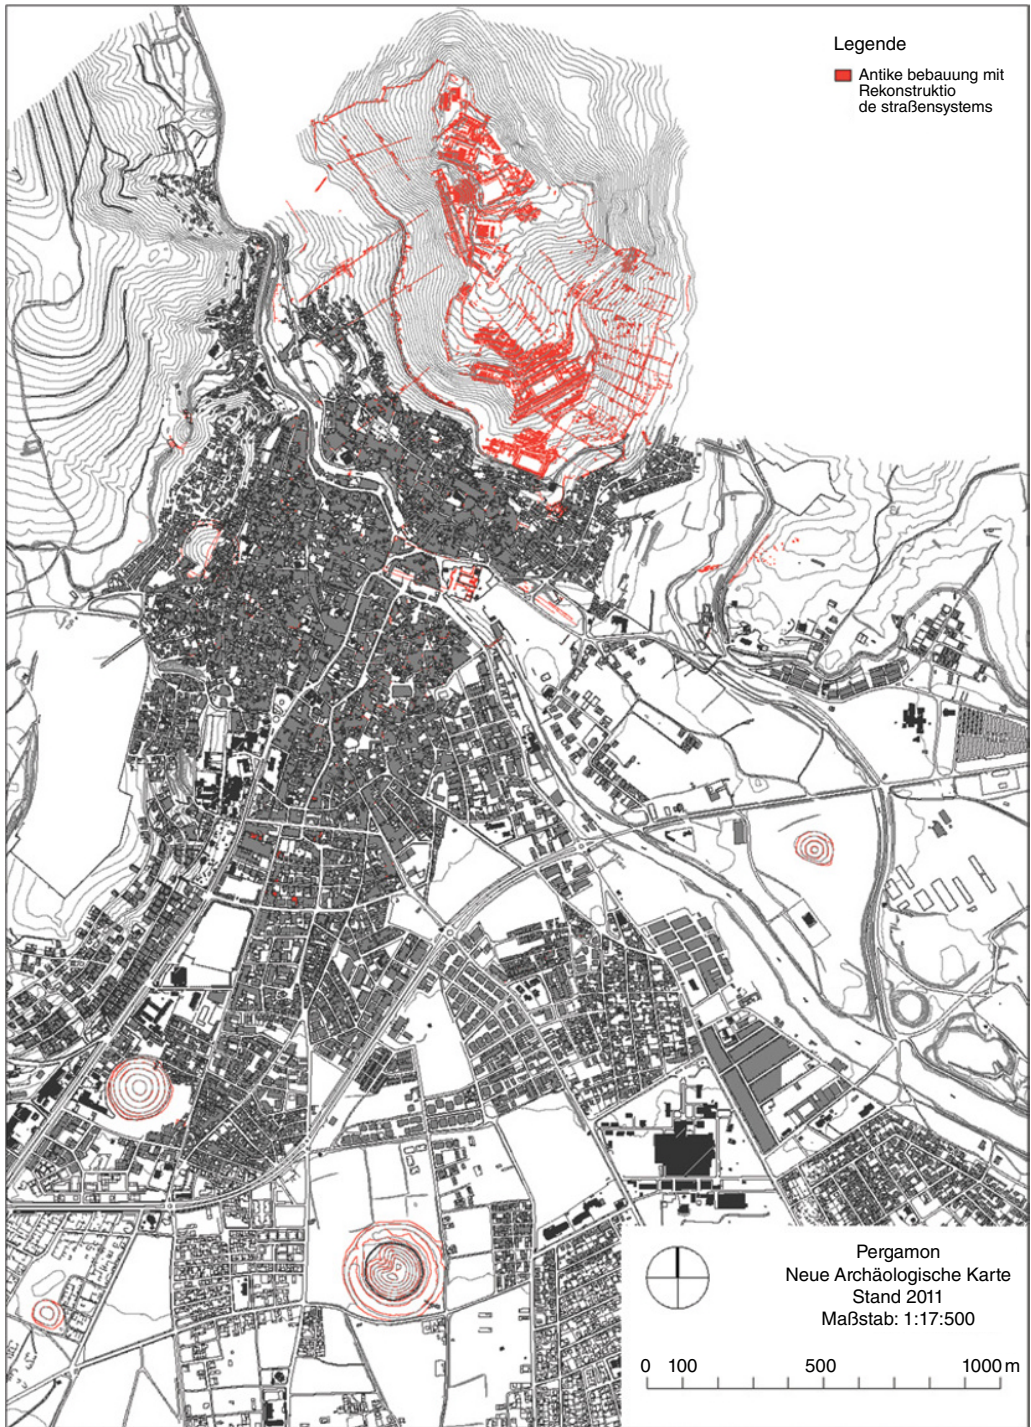 Legende
Antike bebauung mit
Rekonstruktio
de straßensystems
Pergamon
Neue Archäologische Karte
Stand 2011
Maßstab: 1:17:500
0 100 500 1000 m